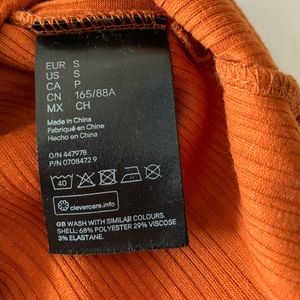 EUR S
US S
CA P
CN 165/88A
MX CH
Made in China
Fabriqué en Chine
Hecho en China
O/N 447978
P/N 0708472 9
40
clevercare.info
GB WASH WITH SIMILAR COLOURS.
SHELL: 68% POLYESTER 29% VISCOSE
3% ELASTANE.